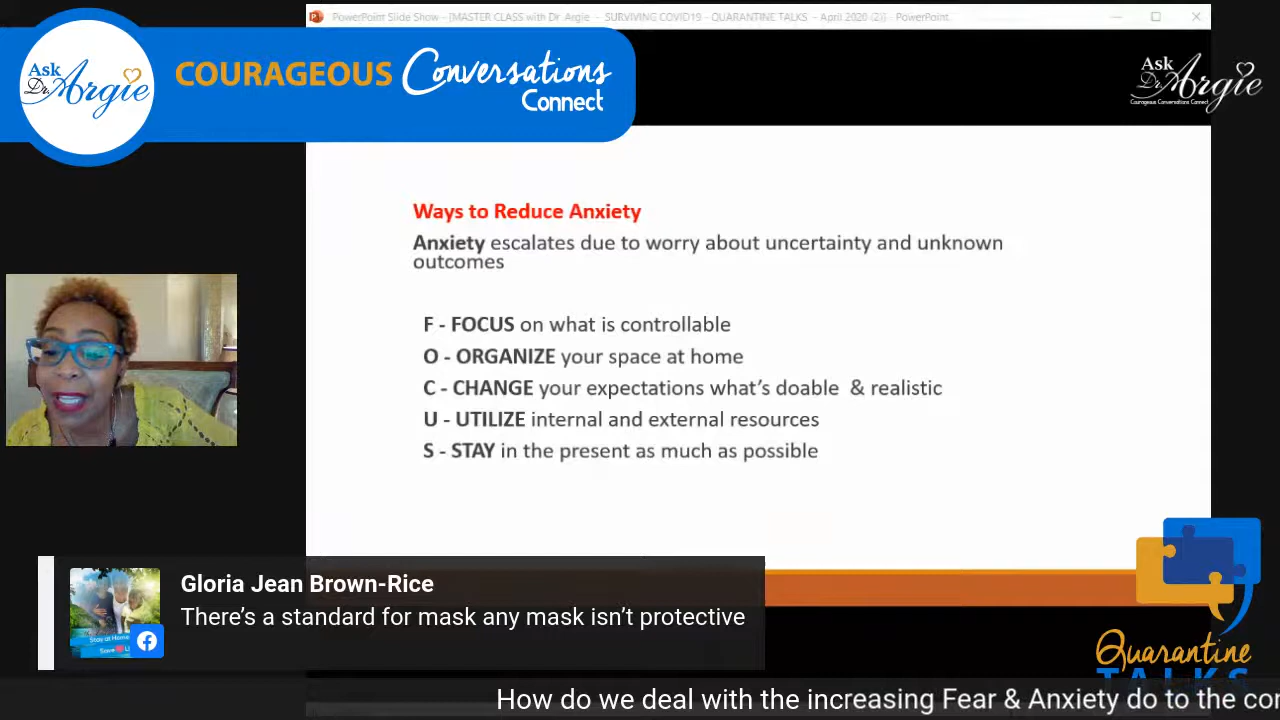 PowerPoint Slide Show - [MASTER CLASS with Dr. Argie - SURVIVING COVID19 - QUARANTINE TALKS - April 2020 (2)] - PowerPoint
Ask
Dr. Argie
COURAGEOUS Conversations
Connect
Ask
Dr. Argie
Courageous Conversations Connect
Ways to Reduce Anxiety
Anxiety escalates due to worry about uncertainty and unknown
outcomes
F - FOCUS on what is controllable
O - ORGANIZE your space at home
C - CHANGE your expectations what's doable & realistic
U - UTILIZE internal and external resources
S - STAY in the present as much as possible
Gloria Jean Brown-Rice
There's a standard for mask any mask isn't protective
Stay at Home
Quarantine
TALKS
How do we deal with the increasing Fear & Anxiety do to the cor